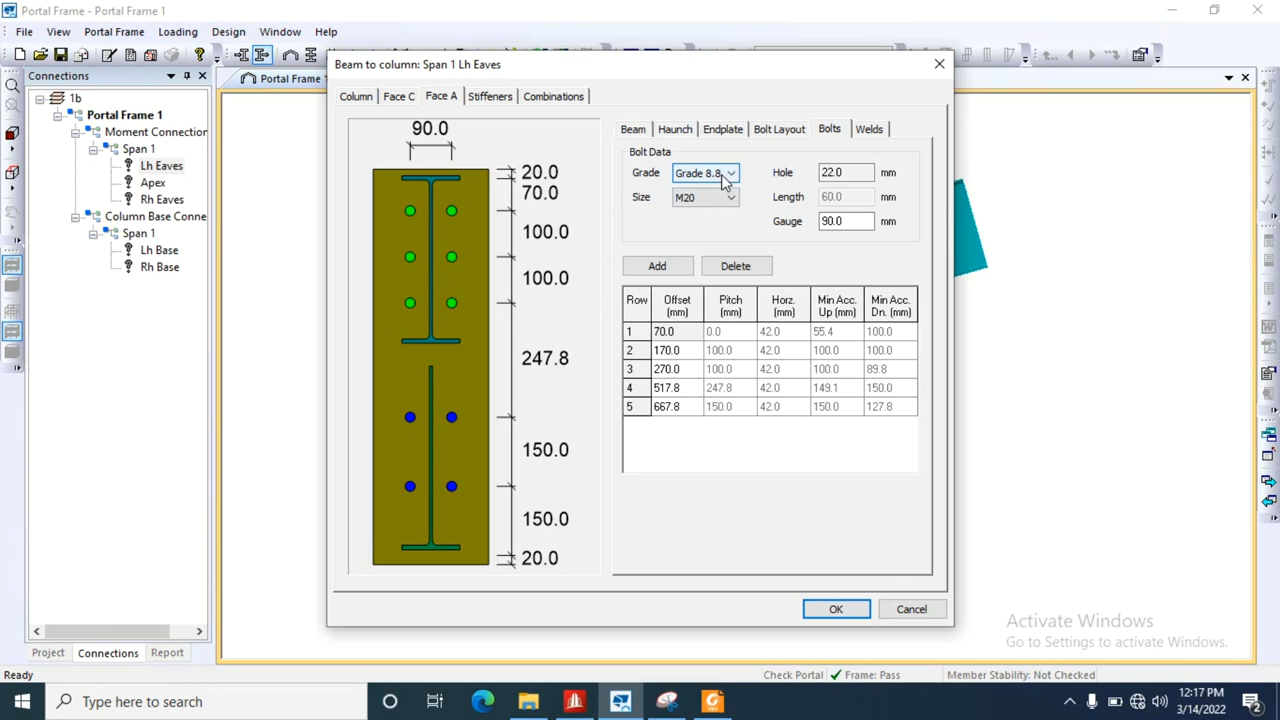 Portal Frame - Portal Frame 1
File View Portal Frame Loading Design Window Help
Connections
1b
Portal Frame 1
Moment Connection
Span 1
Lh Eaves
Apex
Rh Eaves
Column Base Conne
Span 1
Lh Base
Rh Base
Project Connections Report
Portal Frame 1
Beam to column: Span 1 Lh Eaves
Column Face C Face A Stiffeners Combinations
90.0
20.0
70.0
100.0
100.0
247.8
150.0
150.0
20.0
Beam Haunch Endplate Bolt Layout Bolts Welds
Bolt Data
Grade Grade 8.8 Hole 22.0 mm
Size M20 Length 60.0 mm
Gauge 90.0 mm
Add Delete
Row Offset (mm) Pitch (mm) Horz. (mm) Min Acc. Up (mm) Min Acc. Dn. (mm)
1 70.0 0.0 42.0 55.4 100.0
2 170.0 100.0 42.0 100.0 100.0
3 270.0 100.0 42.0 100.0 89.8
4 517.8 247.8 42.0 149.1 150.0
5 667.8 150.0 42.0 150.0 127.8
OK Cancel
Activate Windows
Go to Settings to activate Windows.
Ready Check Portal Frame: Pass Member Stability: Not Checked
Type here to search
12:17 PM
3/14/2022
2